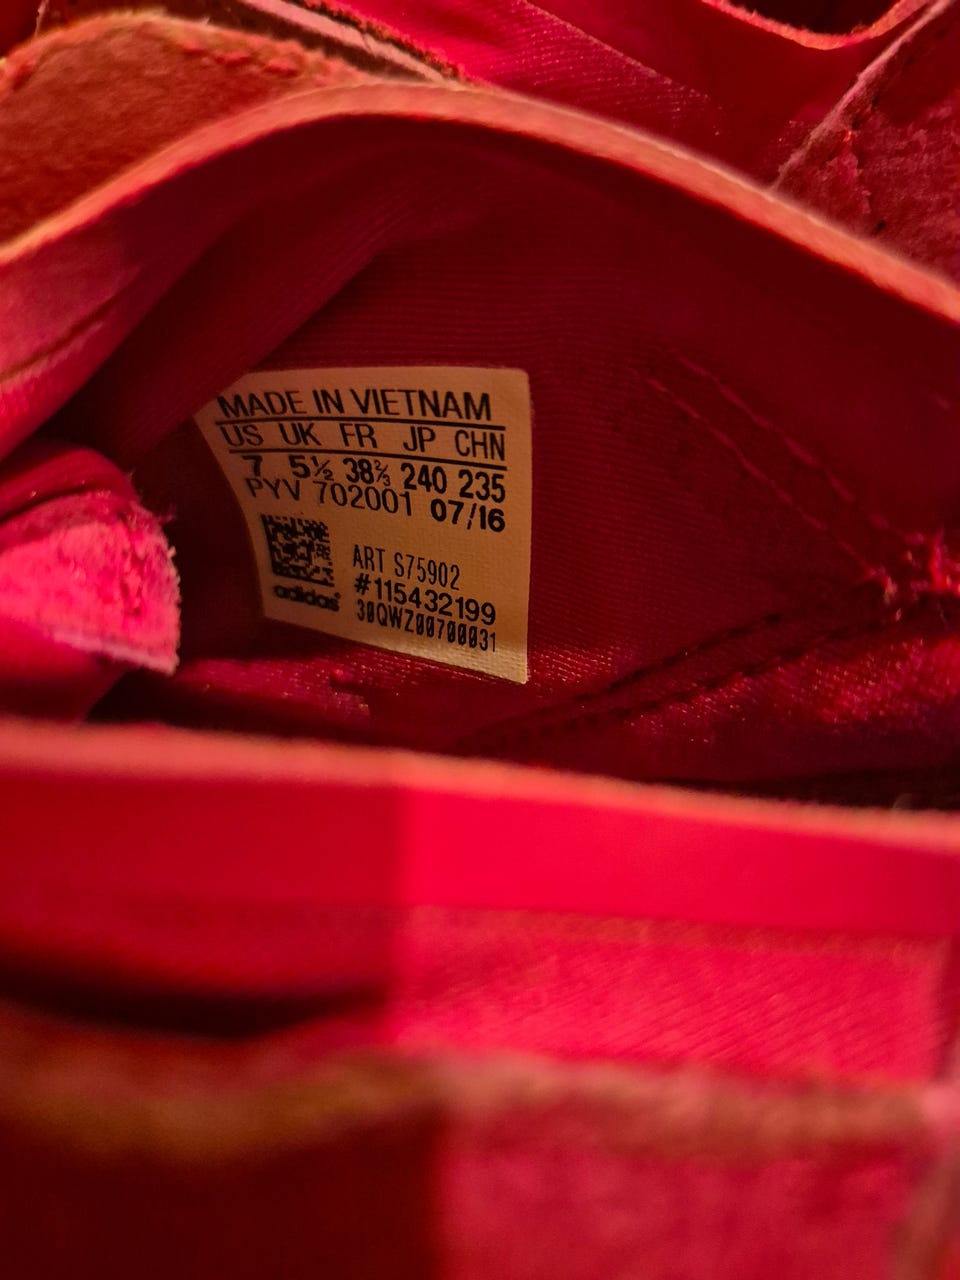 MADE IN VIETNAM
US UK FR JP CHN
7 5½ 38⅔ 240 235
PYV 702001 07/16
ART S75902
#115432199
adidas®
30QWZ00700031